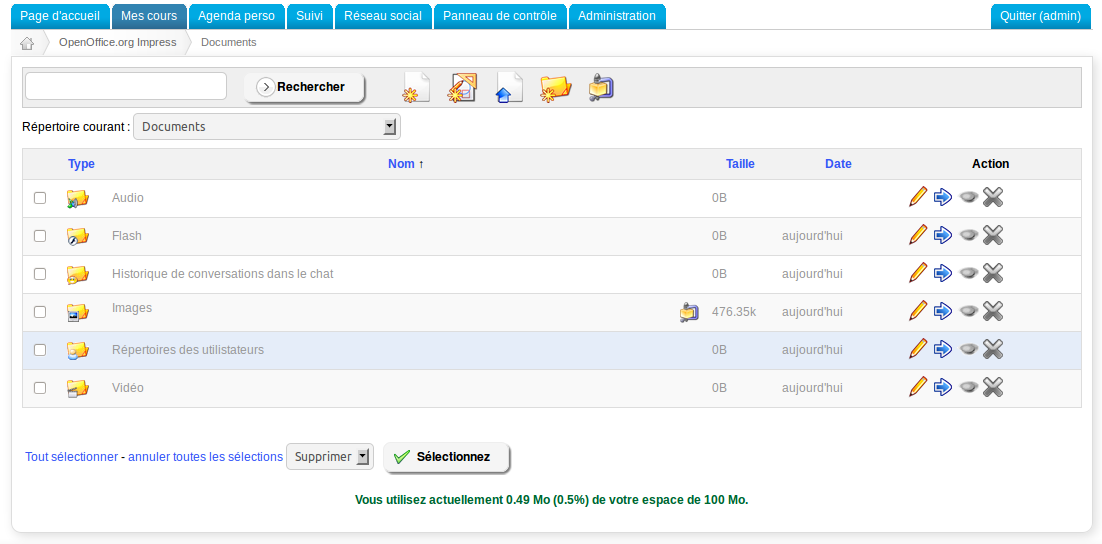 Page d'accueil Mes cours Agenda perso Suivi Réseau social Panneau de contrôle Administration Quitter (admin)
OpenOffice.org Impress Documents
Rechercher
Répertoire courant : Documents
Type Nom ↑ Taille Date Action
Audio 0B
Flash 0B aujourd'hui
Historique de conversations dans le chat 0B aujourd'hui
Images 476.35k aujourd'hui
Répertoires des utilistateurs 0B aujourd'hui
Vidéo 0B aujourd'hui
Tout sélectionner - annuler toutes les sélections Supprimer Sélectionnez
Vous utilisez actuellement 0.49 Mo (0.5%) de votre espace de 100 Mo.